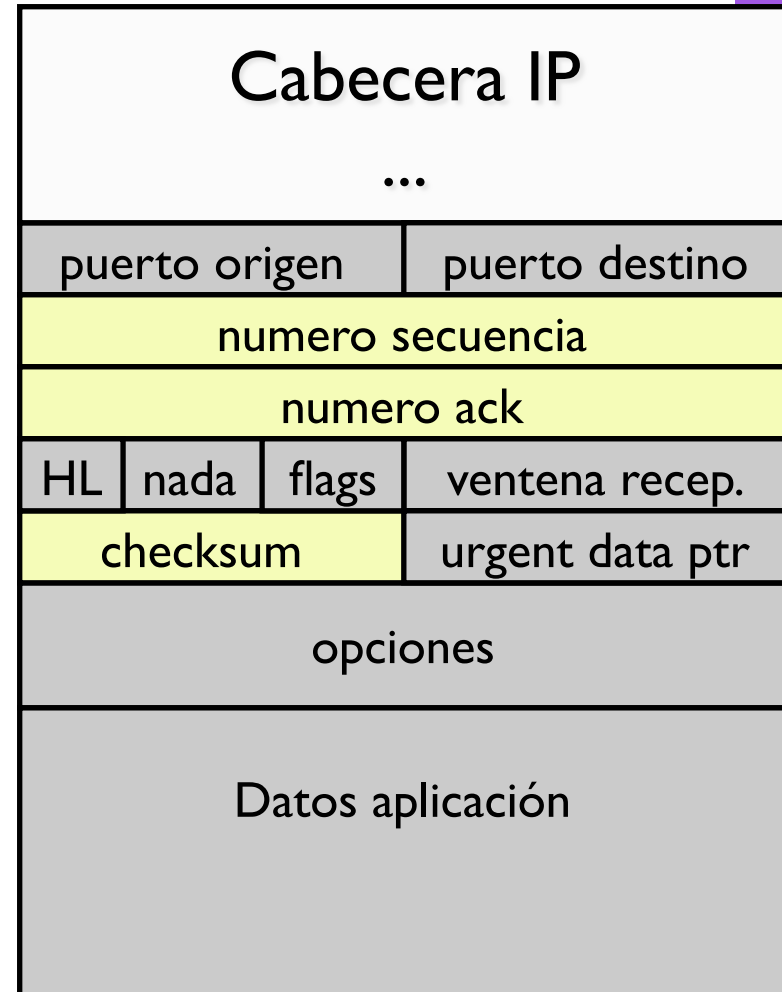 Cabecera IP
...
puerto origen puerto destino
numero secuencia
numero ack
HL nada flags ventena recep.
checksum urgent data ptr
opciones
Datos aplicación